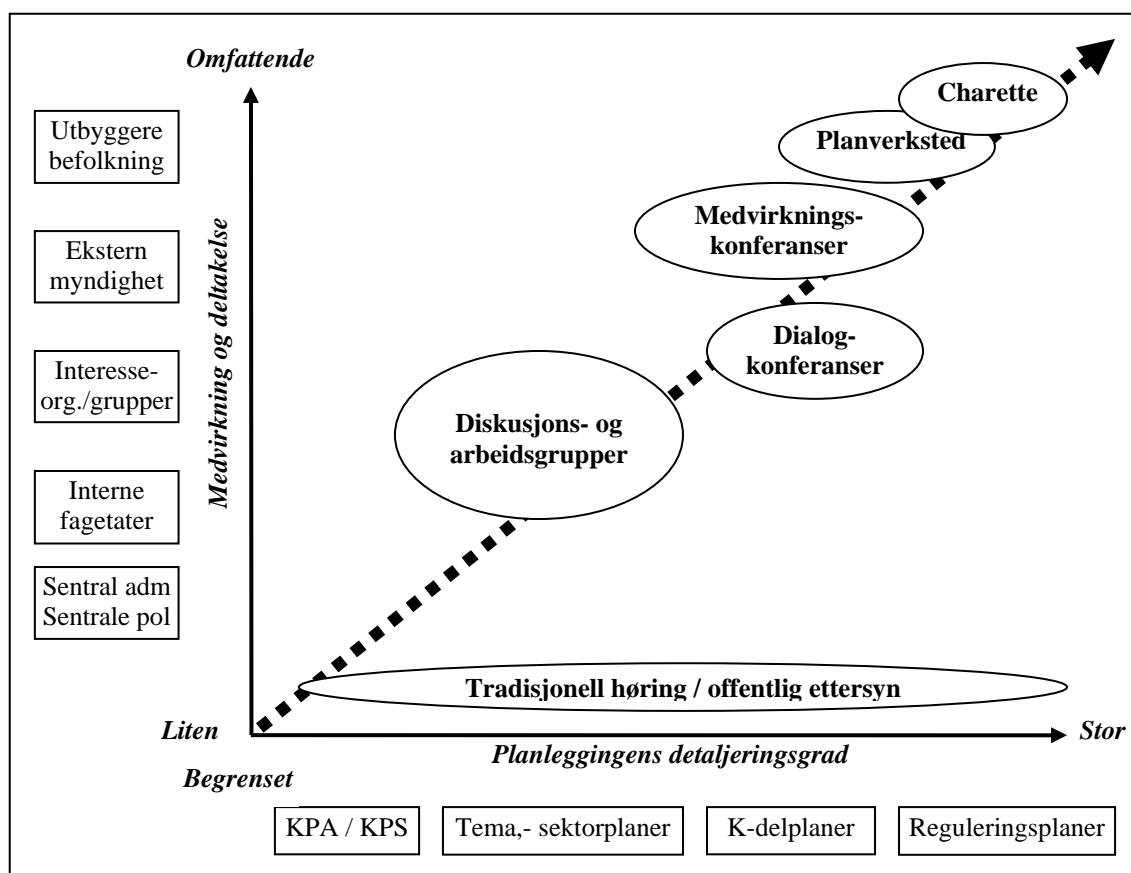 Omfattende
Charette
Utbyggere
befolkning
Planverksted
Medvirknings-
konferanser
Ekstern
myndighet
Medvirkning og deltakelse
Dialog-
konferanser
Interesse-
org./grupper
Diskusjons- og
arbeidsgrupper
Interne
fagetater
Sentral adm
Sentrale pol
Tradisjonell høring / offentlig ettersyn
Liten
Stor
Planleggingens detaljeringsgrad
Begrenset
KPA / KPS
Tema,- sektorplaner
K-delplaner
Reguleringsplaner